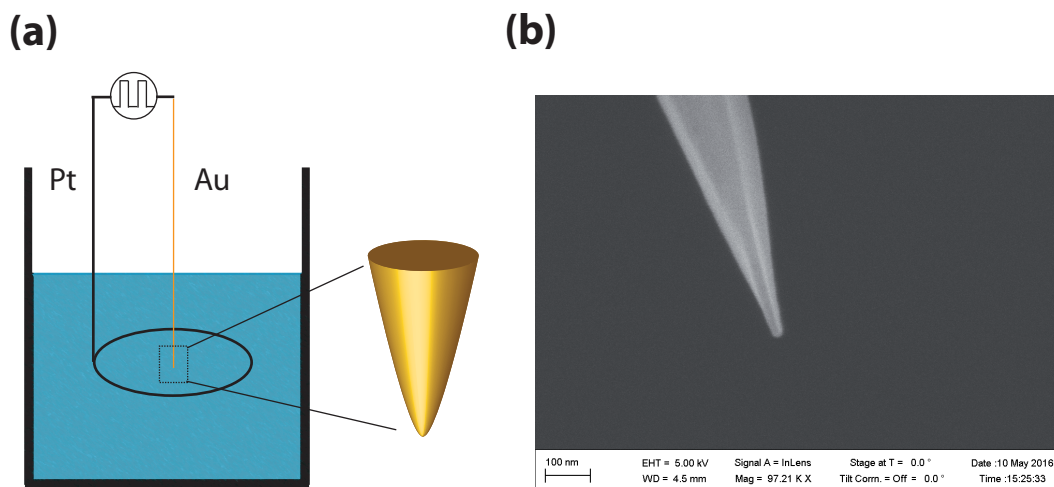 (a)
(b)
Pt
Au
100 nm
EHT = 5.00 kV
Signal A = InLens
Stage at T = 0.0 °
Date :10 May 2016
WD = 4.5 mm
Mag = 97.21 K X
Tilt Corrn. = Off = 0.0 °
Time :15:25:33